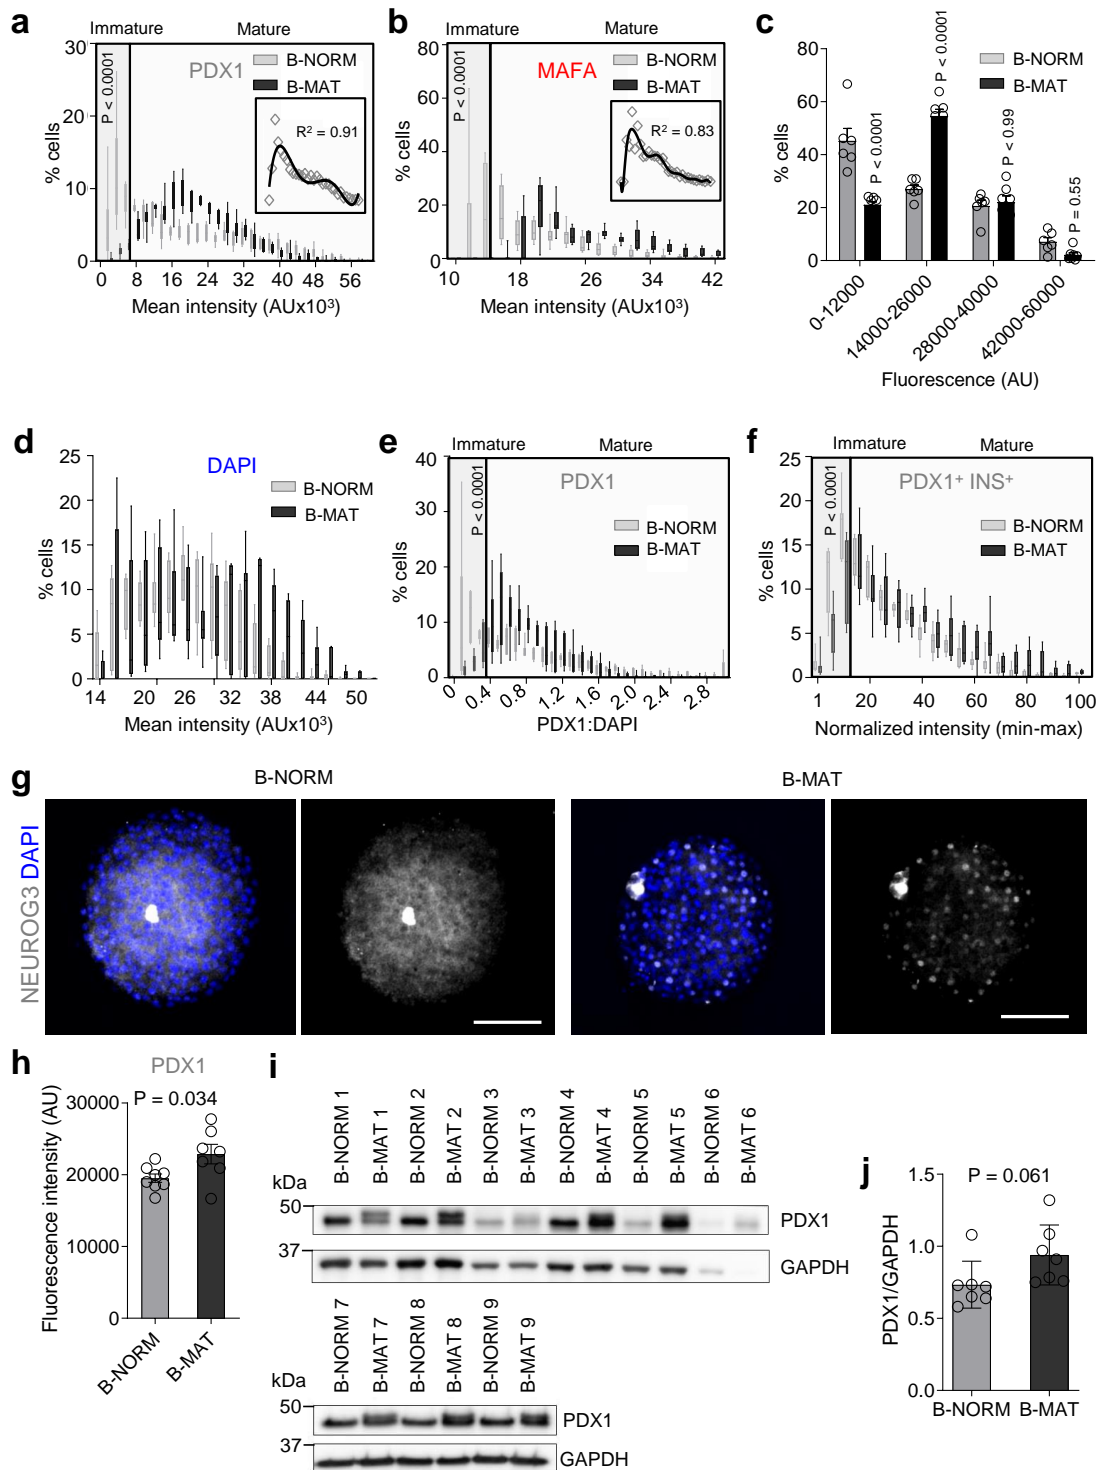 a
Immature
Mature
PDX1
B-NORM
B-MAT
P < 0.0001
R² = 0.91
% cells
30
20
10
0
0 8 16 24 32 40 48 56
Mean intensity (AUx10³)
b
Immature
Mature
MAFA
B-NORM
B-MAT
P < 0.0001
R² = 0.83
% cells
80
60
40
20
0
10 18 26 34 42
Mean intensity (AUx10³)
c
B-NORM
B-MAT
P < 0.0001
P < 0.0001
P < 0.99
P = 0.55
% cells
80
60
40
20
0
0-12000
14000-26000
28000-40000
42000-60000
Fluorescence (AU)
d
DAPI
B-NORM
B-MAT
% cells
25
20
15
10
5
0
14 20 26 32 38 44 50
Mean intensity (AUx10³)
e
Immature
Mature
PDX1
P < 0.0001
B-NORM
B-MAT
% cells
40
30
20
10
0
0 0.4 0.8 1.2 1.6 2.0 2.4 2.8
PDX1:DAPI
f
Immature
Mature
PDX1⁺ INS⁺
P < 0.0001
B-NORM
B-MAT
% cells
25
20
15
10
5
0
1 20 40 60 80 100
Normalized intensity (min-max)
g
B-NORM
B-MAT
NEUROG3 DAPI
h
PDX1
P = 0.034
Fluorescence intensity (AU)
30000
20000
10000
0
B-NORM
B-MAT
i
B-NORM 1
B-MAT 1
B-NORM 2
B-MAT 2
B-NORM 3
B-MAT 3
B-NORM 4
B-MAT 4
B-NORM 5
B-MAT 5
B-NORM 6
B-MAT 6
kDa
50
PDX1
37
GAPDH
B-NORM 7
B-MAT 7
B-NORM 8
B-MAT 8
B-NORM 9
B-MAT 9
kDa
50
PDX1
37
GAPDH
j
P = 0.061
PDX1/GAPDH
1.5
1.0
0.5
0.0
B-NORM
B-MAT